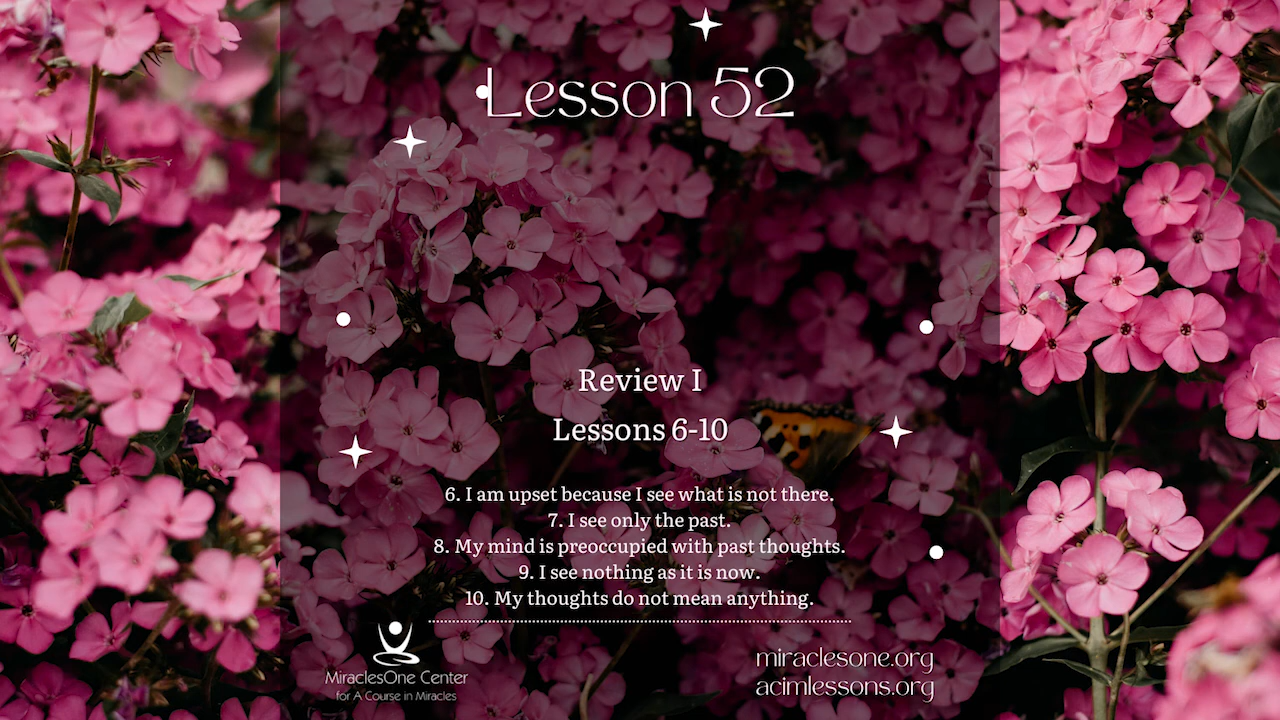 Lesson 52
Review I
Lessons 6-10
6. I am upset because I see what is not there.
7. I see only the past.
8. My mind is preoccupied with past thoughts.
9. I see nothing as it is now.
10. My thoughts do not mean anything.
MiraclesOne Center
for A Course in Miracles
miraclesone.org
acimlessons.org